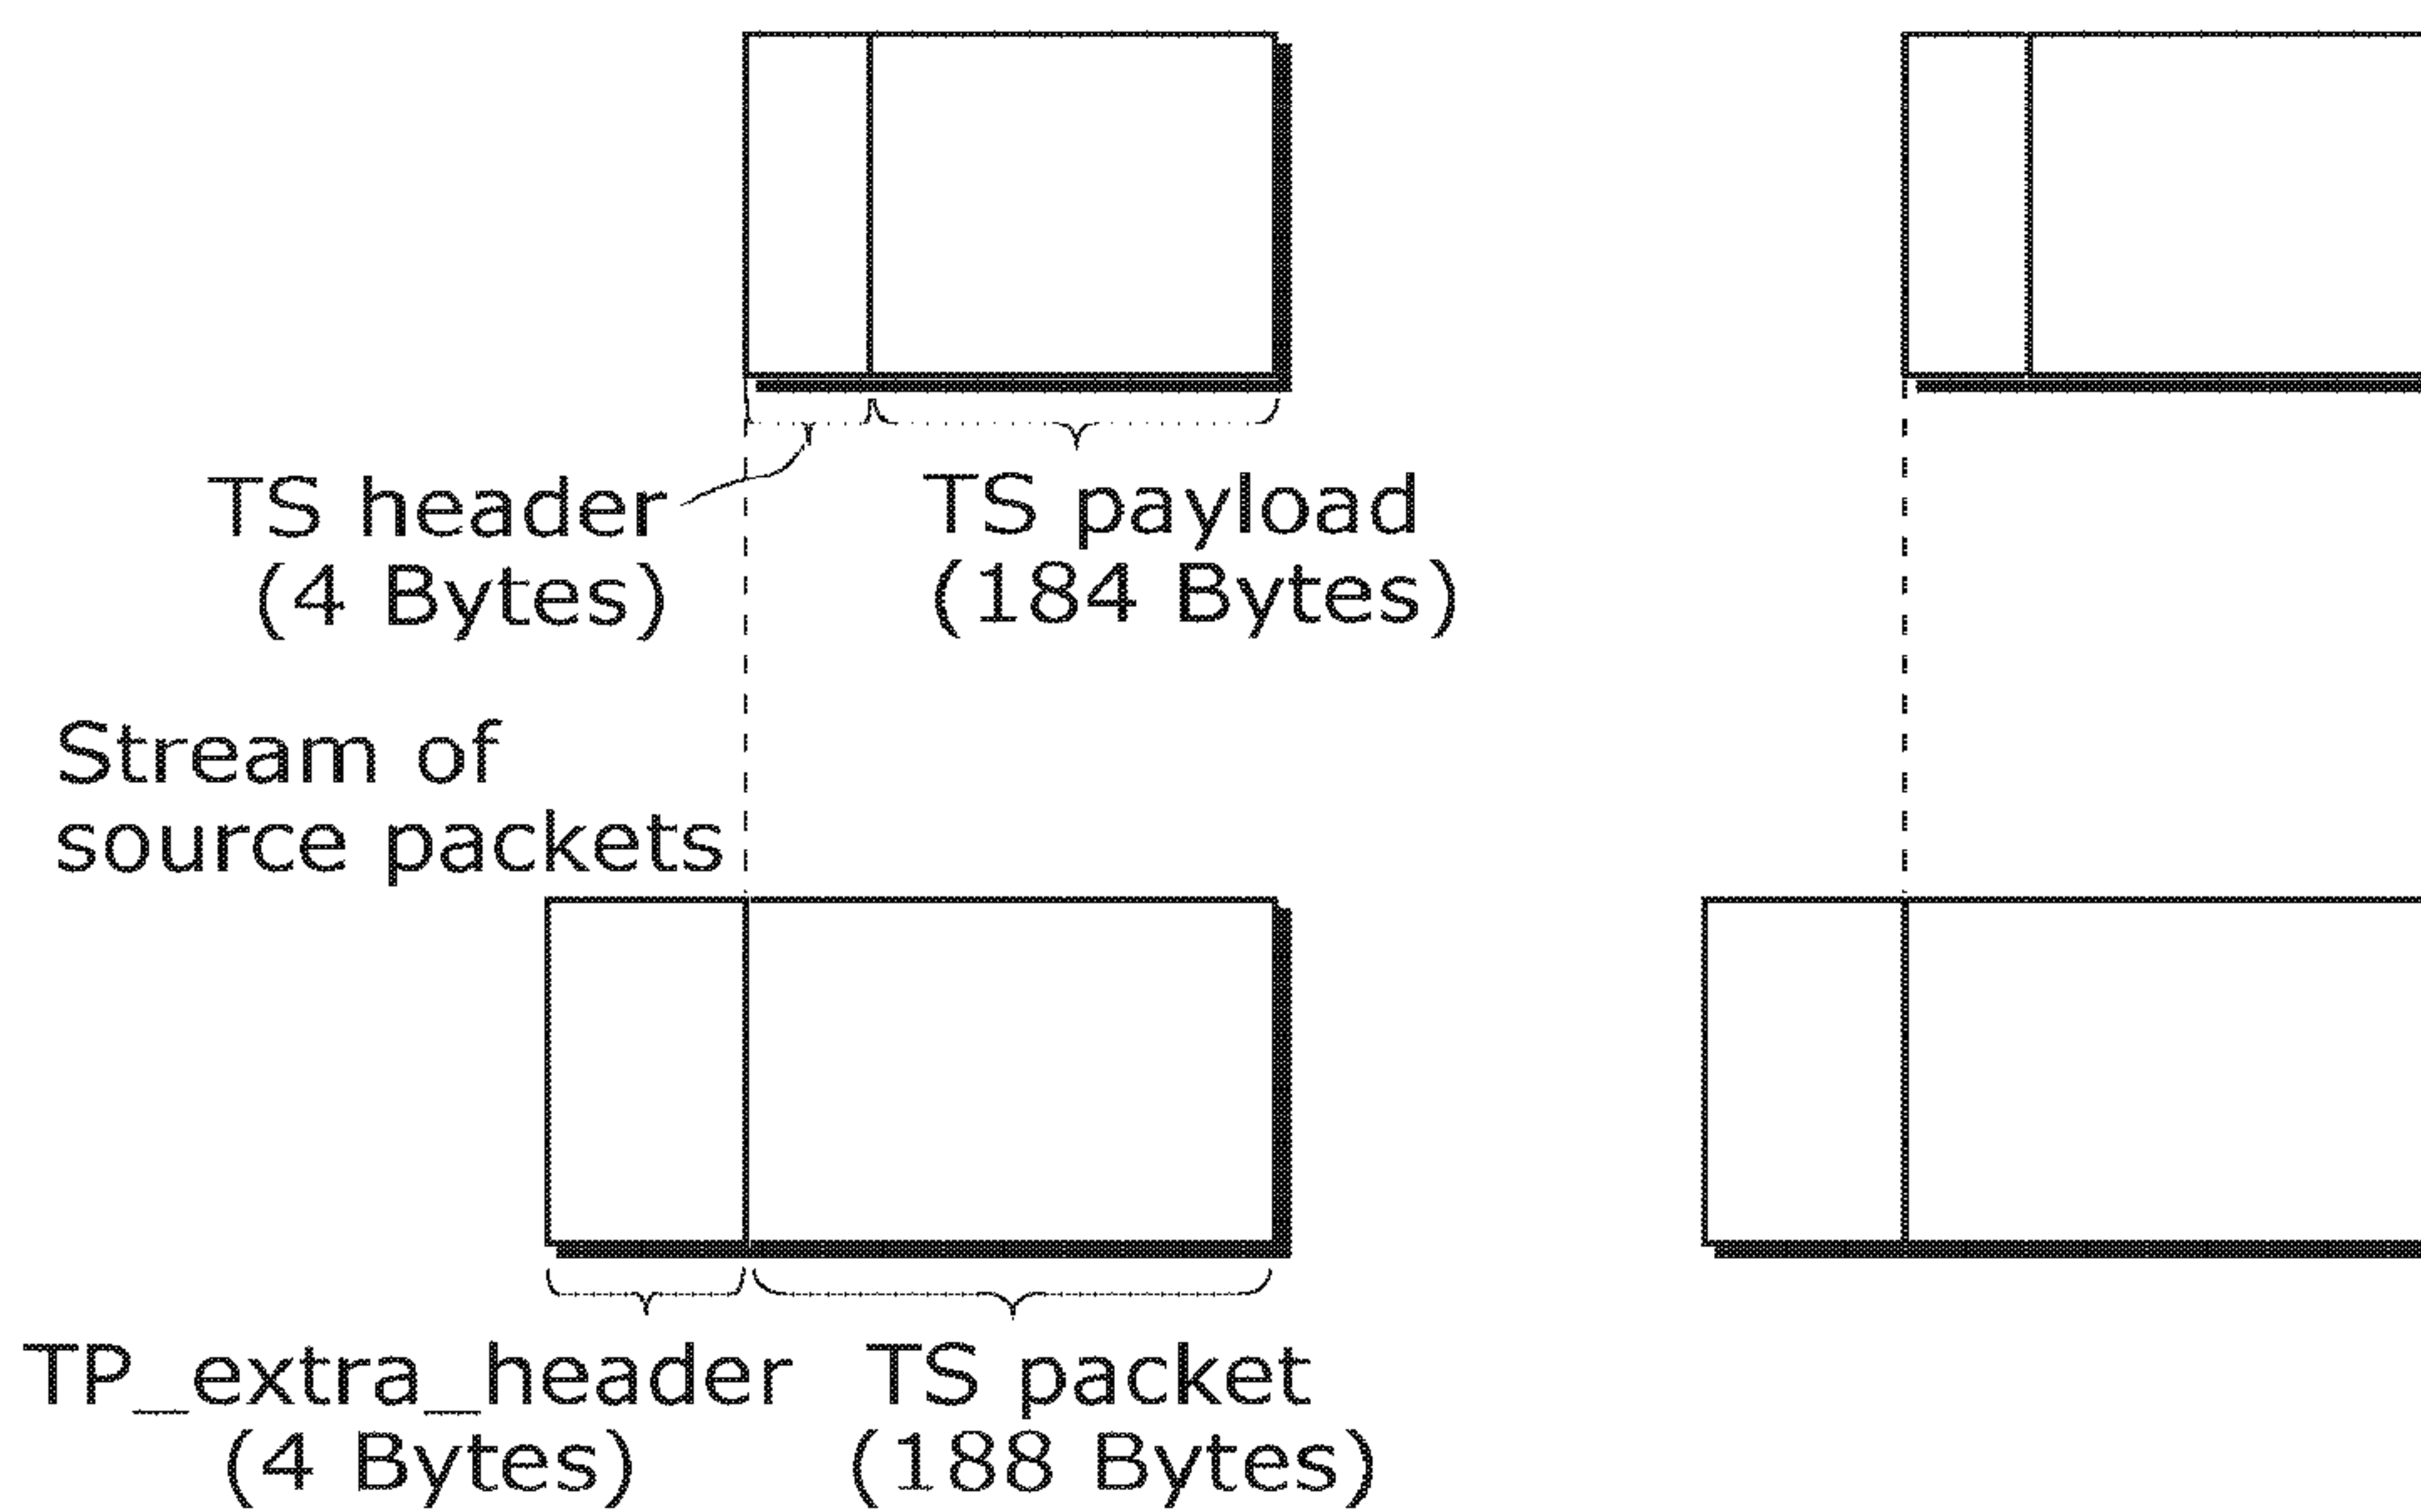 TS header
(4 Bytes)
TS payload
(184 Bytes)
Stream of
source packets
TP_extra_header
(4 Bytes)
TS packet
(188 Bytes)